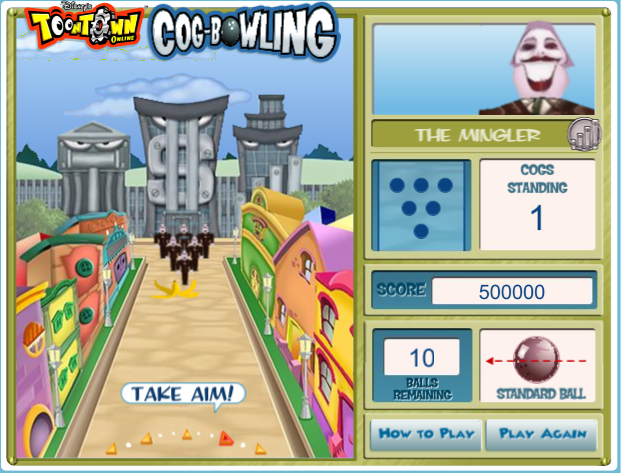 Disney's
TOONTOWN
ONLINE
COG-BOWLING
THE MINGLER
COGS
STANDING
1
SCORE 500000
10
BALLS
REMAINING
STANDARD BALL
TAKE AIM!
How to Play
Play Again